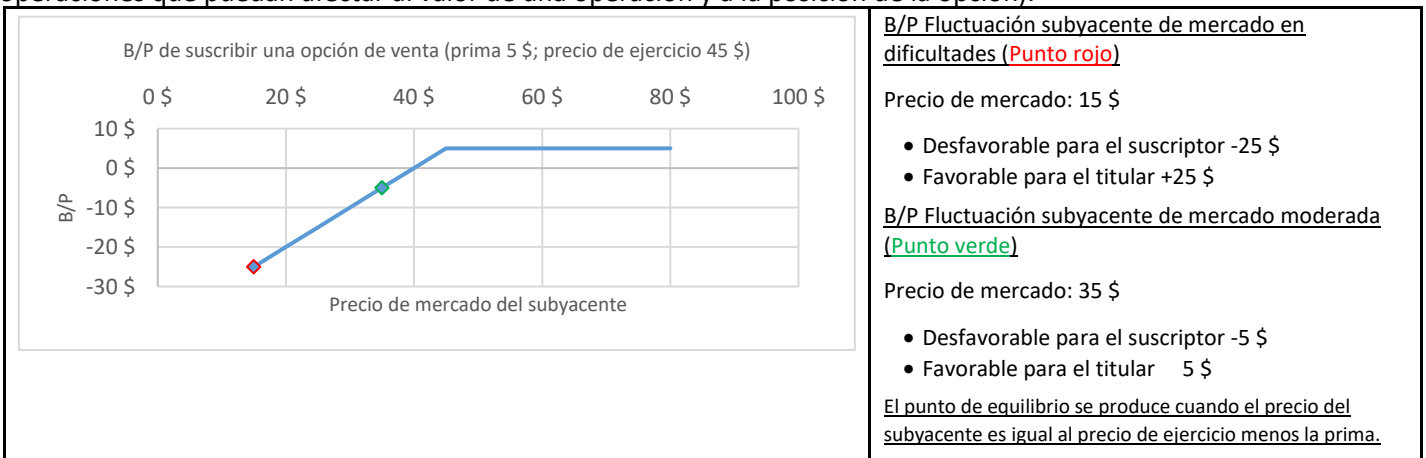 operaciones que puedan afectar al valor de una operación y a la posición de la opción).
B/P de suscribir una opción de venta (prima 5 $; precio de ejercicio 45 $)
0 $ 20 $ 40 $ 60 $ 80 $ 100 $
10 $
0 $
-10 $
-20 $
-30 $
B/P
Precio de mercado del subyacente
B/P Fluctuación subyacente de mercado en
dificultades (Punto rojo)
Precio de mercado: 15 $
• Desfavorable para el suscriptor -25 $
• Favorable para el titular +25 $
B/P Fluctuación subyacente de mercado moderada
(Punto verde)
Precio de mercado: 35 $
• Desfavorable para el suscriptor -5 $
• Favorable para el titular 5 $
El punto de equilibrio se produce cuando el precio del
subyacente es igual al precio de ejercicio menos la prima.